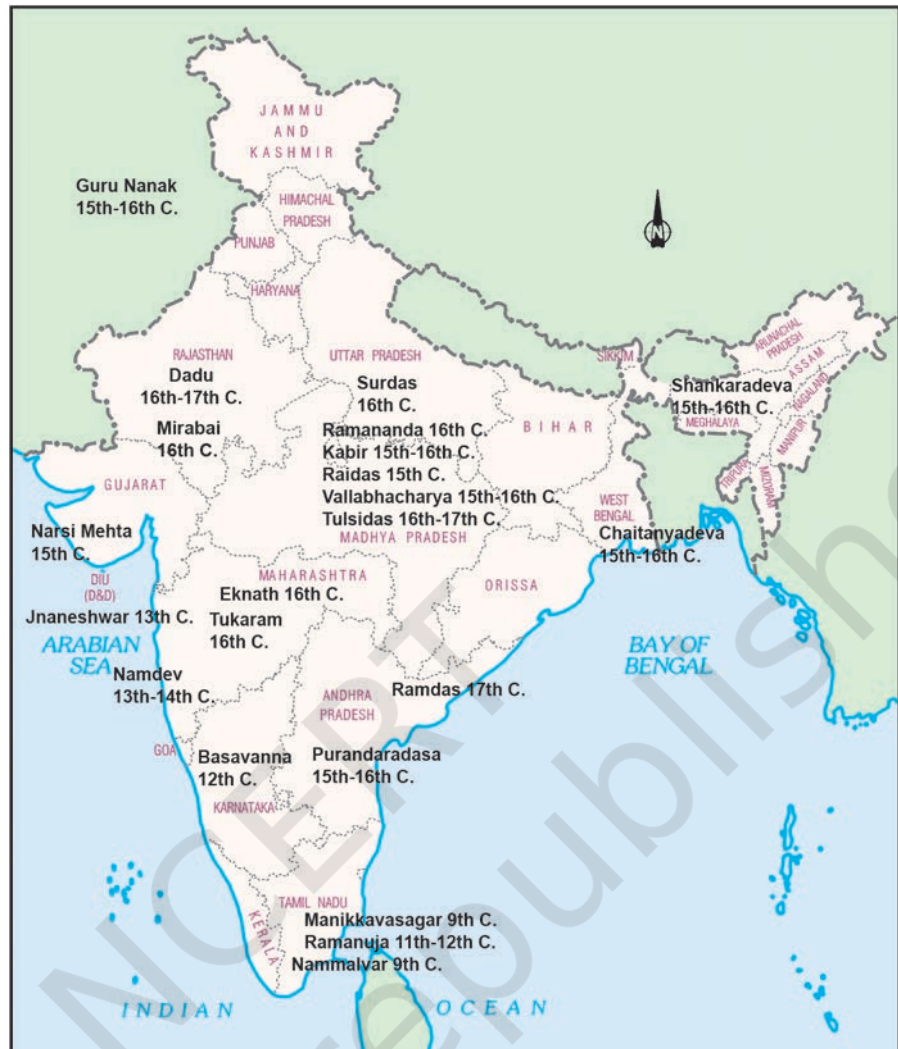 JAMMU
AND
KASHMIR
Guru Nanak
15th-16th C.
HIMACHAL
PRADESH
N
PUNJAB
HARYANA
ARUNACHAL
PRADESH
RAJASTHAN
UTTAR PRADESH
SIKKIM
ASSAM
Dadu
16th-17th C.
Surdas
16th C.
Shankaradeva
15th-16th C.
NAGALAND
MEGHALAYA
MANIPUR
Mirabai
16th C.
Ramananda 16th C.
Kabir 15th-16th C.
Raidas 15th C.
Vallabhacharya 15th-16th C.
Tulsidas 16th-17th C.
BIHAR
TRIPURA
MIZORAM
GUJARAT
WEST
BENGAL
Narsi Mehta
15th C.
MADHYA PRADESH
Chaitanyadeva
15th-16th C.
DIU
(D&D)
MAHARASHTRA
Eknath 16th C.
ORISSA
Jnaneshwar 13th C.
Tukaram
16th C.
ARABIAN
SEA
BAY OF
BENGAL
Namdev
13th-14th C.
Ramdas 17th C.
ANDHRA
PRADESH
GOA
Basavanna
12th C.
Purandaradasa
15th-16th C.
KARNATAKA
TAMIL NADU
KERALA
Manikkavasagar 9th C.
Ramanuja 11th-12th C.
Nammalvar 9th C.
INDIAN OCEAN
NCERT
republishe